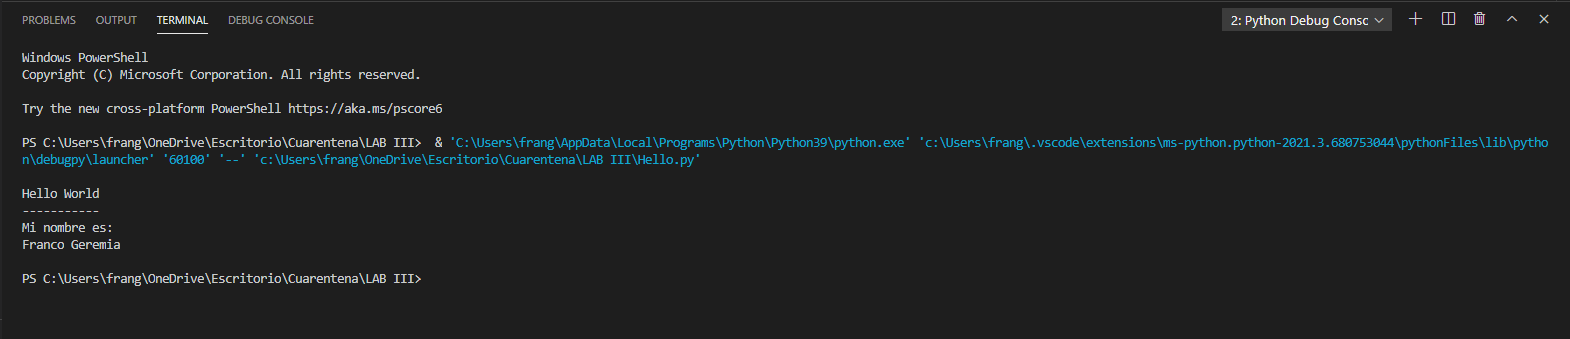 PROBLEMS OUTPUT TERMINAL DEBUG CONSOLE 2: Python Debug Consc
Windows PowerShell
Copyright (C) Microsoft Corporation. All rights reserved.
Try the new cross-platform PowerShell https://aka.ms/pscore6
PS C:\Users\frang\OneDrive\Escritorio\Cuarentena\LAB III>  & 'C:\Users\frang\AppData\Local\Programs\Python\Python39\python.exe' 'c:\Users\frang\.vscode\extensions\ms-python.python-2021.3.680753044\pythonFiles\lib\pytho
n\debugpy\launcher' '60100' '--' 'c:\Users\frang\OneDrive\Escritorio\Cuarentena\LAB III\Hello.py'
Hello World
-----------
Mi nombre es:
Franco Geremia
PS C:\Users\frang\OneDrive\Escritorio\Cuarentena\LAB III>